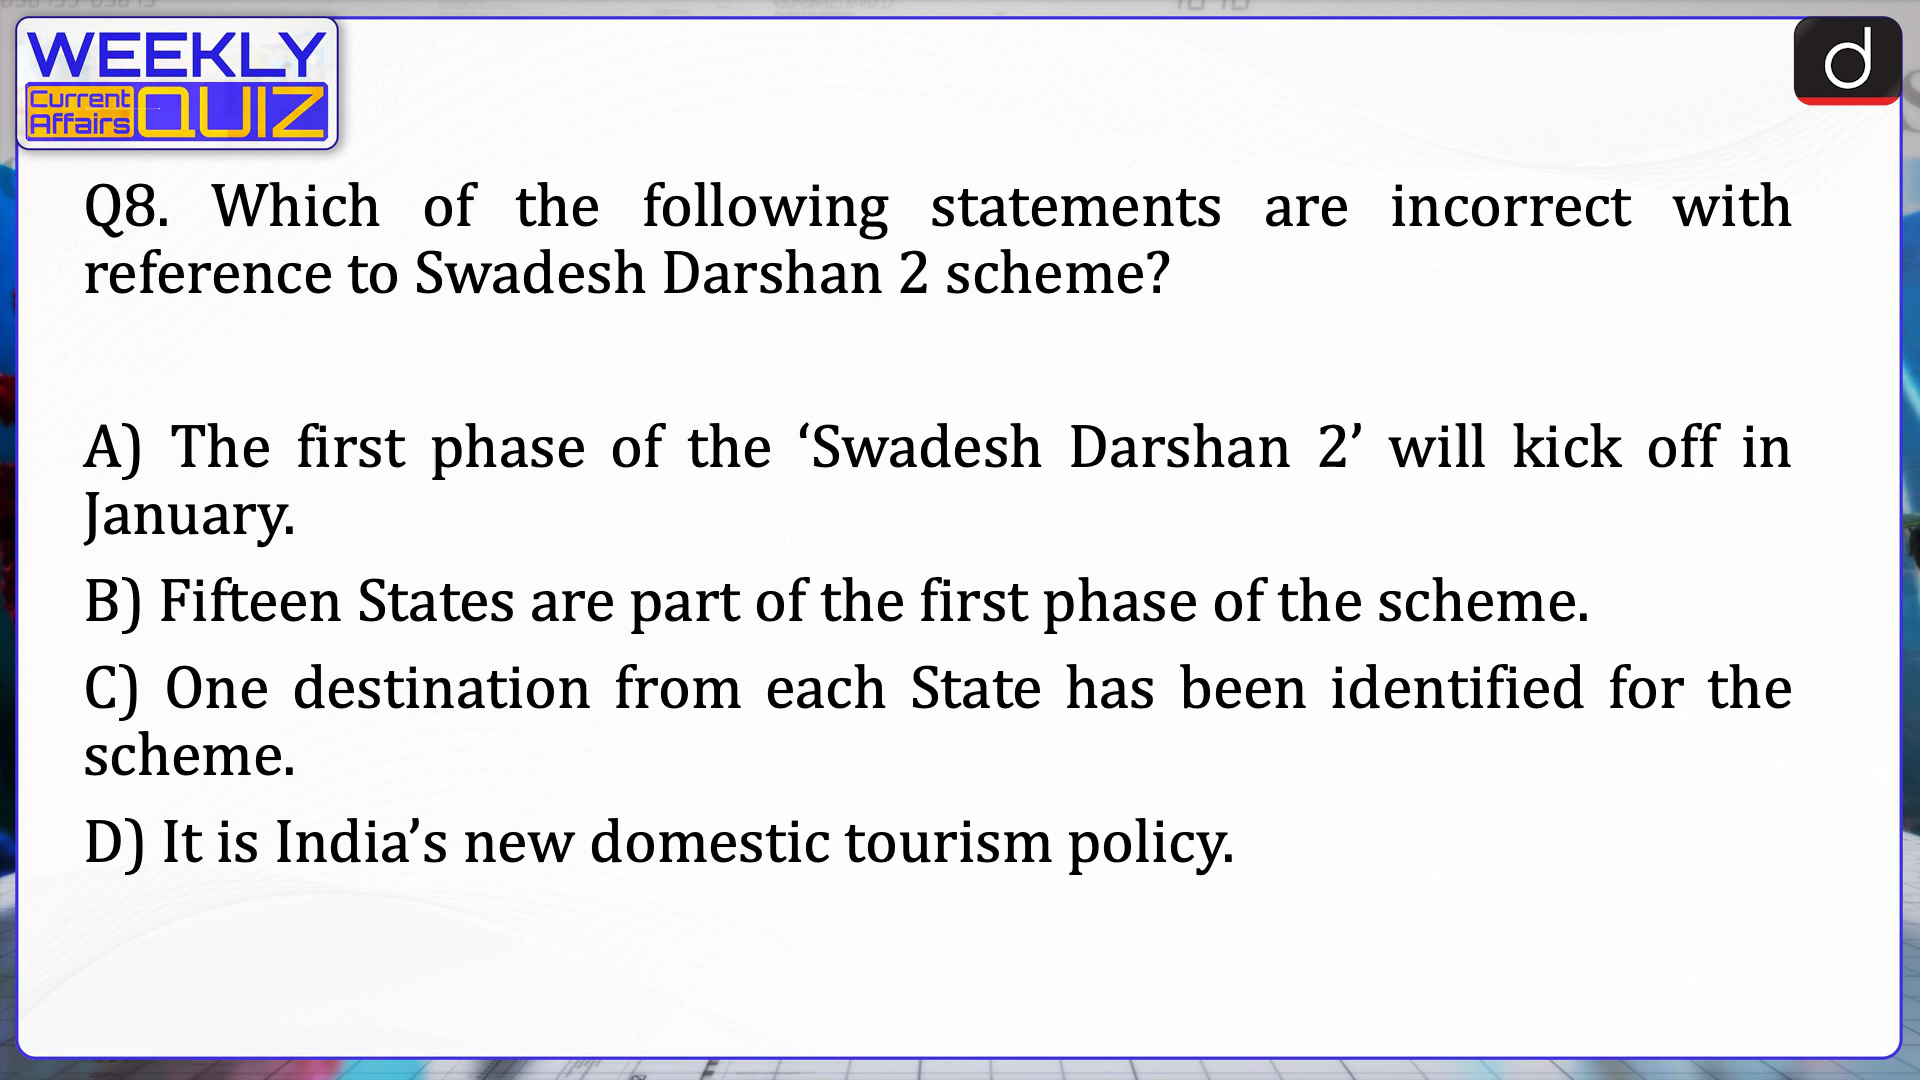 WEEKLY
Current
Affairs
QUIZ
d
Q8. Which of the following statements are incorrect with
reference to Swadesh Darshan 2 scheme?
A) The first phase of the ‘Swadesh Darshan 2’ will kick off in
January.
B) Fifteen States are part of the first phase of the scheme.
C) One destination from each State has been identified for the
scheme.
D) It is India’s new domestic tourism policy.